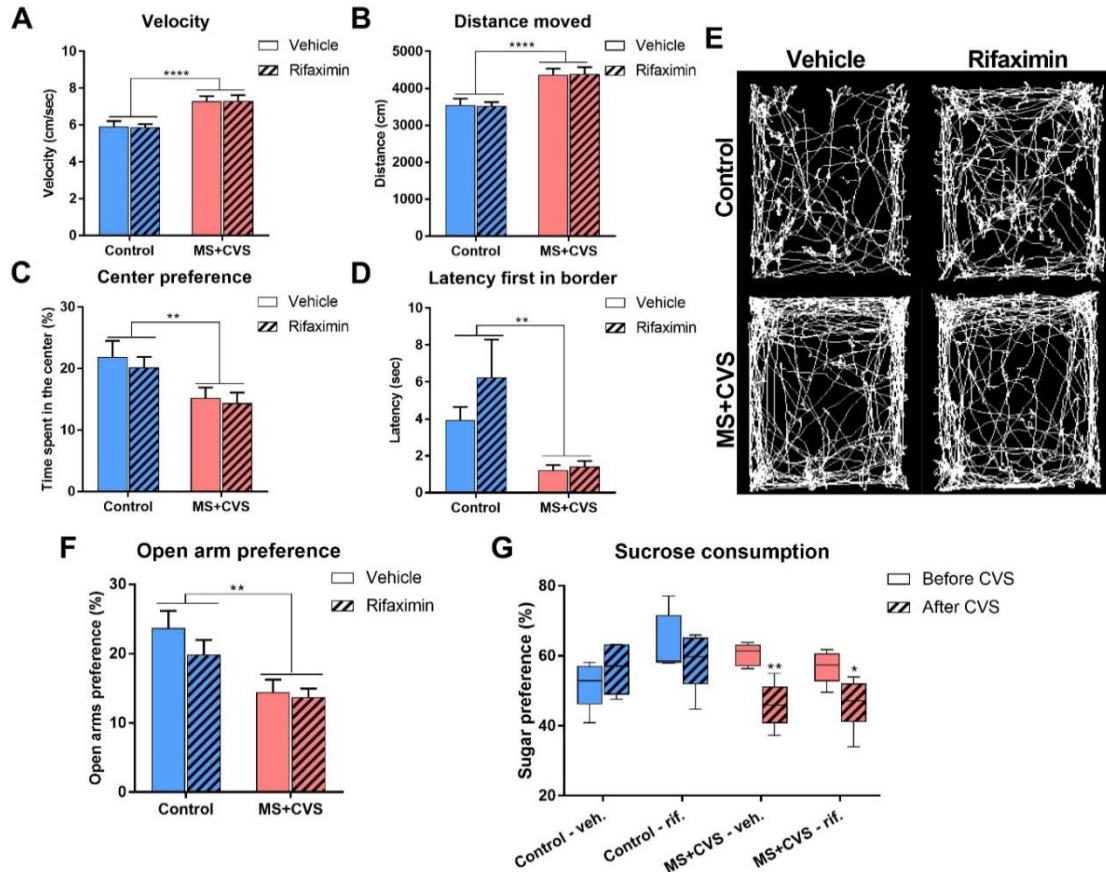 A
Velocity
Vehicle
Rifaximin
****
10
8
6
4
2
0
Velocity (cm/sec)
Control
MS+CVS
B
Distance moved
Vehicle
Rifaximin
****
5000
4000
3000
2000
1000
0
Distance (cm)
Control
MS+CVS
C
Center preference
Vehicle
Rifaximin
**
30
20
10
0
Time spent in the center (%)
Control
MS+CVS
D
Latency first in border
Vehicle
Rifaximin
**
10
8
6
4
2
0
Latency (sec)
Control
MS+CVS
E
Vehicle
Rifaximin
Control
MS+CVS
F
Open arm preference
Vehicle
Rifaximin
**
30
20
10
0
Open arms preference (%)
Control
MS+CVS
G
Sucrose consumption
Before CVS
After CVS
80
60
40
20
Sugar preference (%)
**
*
Control - veh.
Control - rif.
MS+CVS - veh.
MS+CVS - rif.